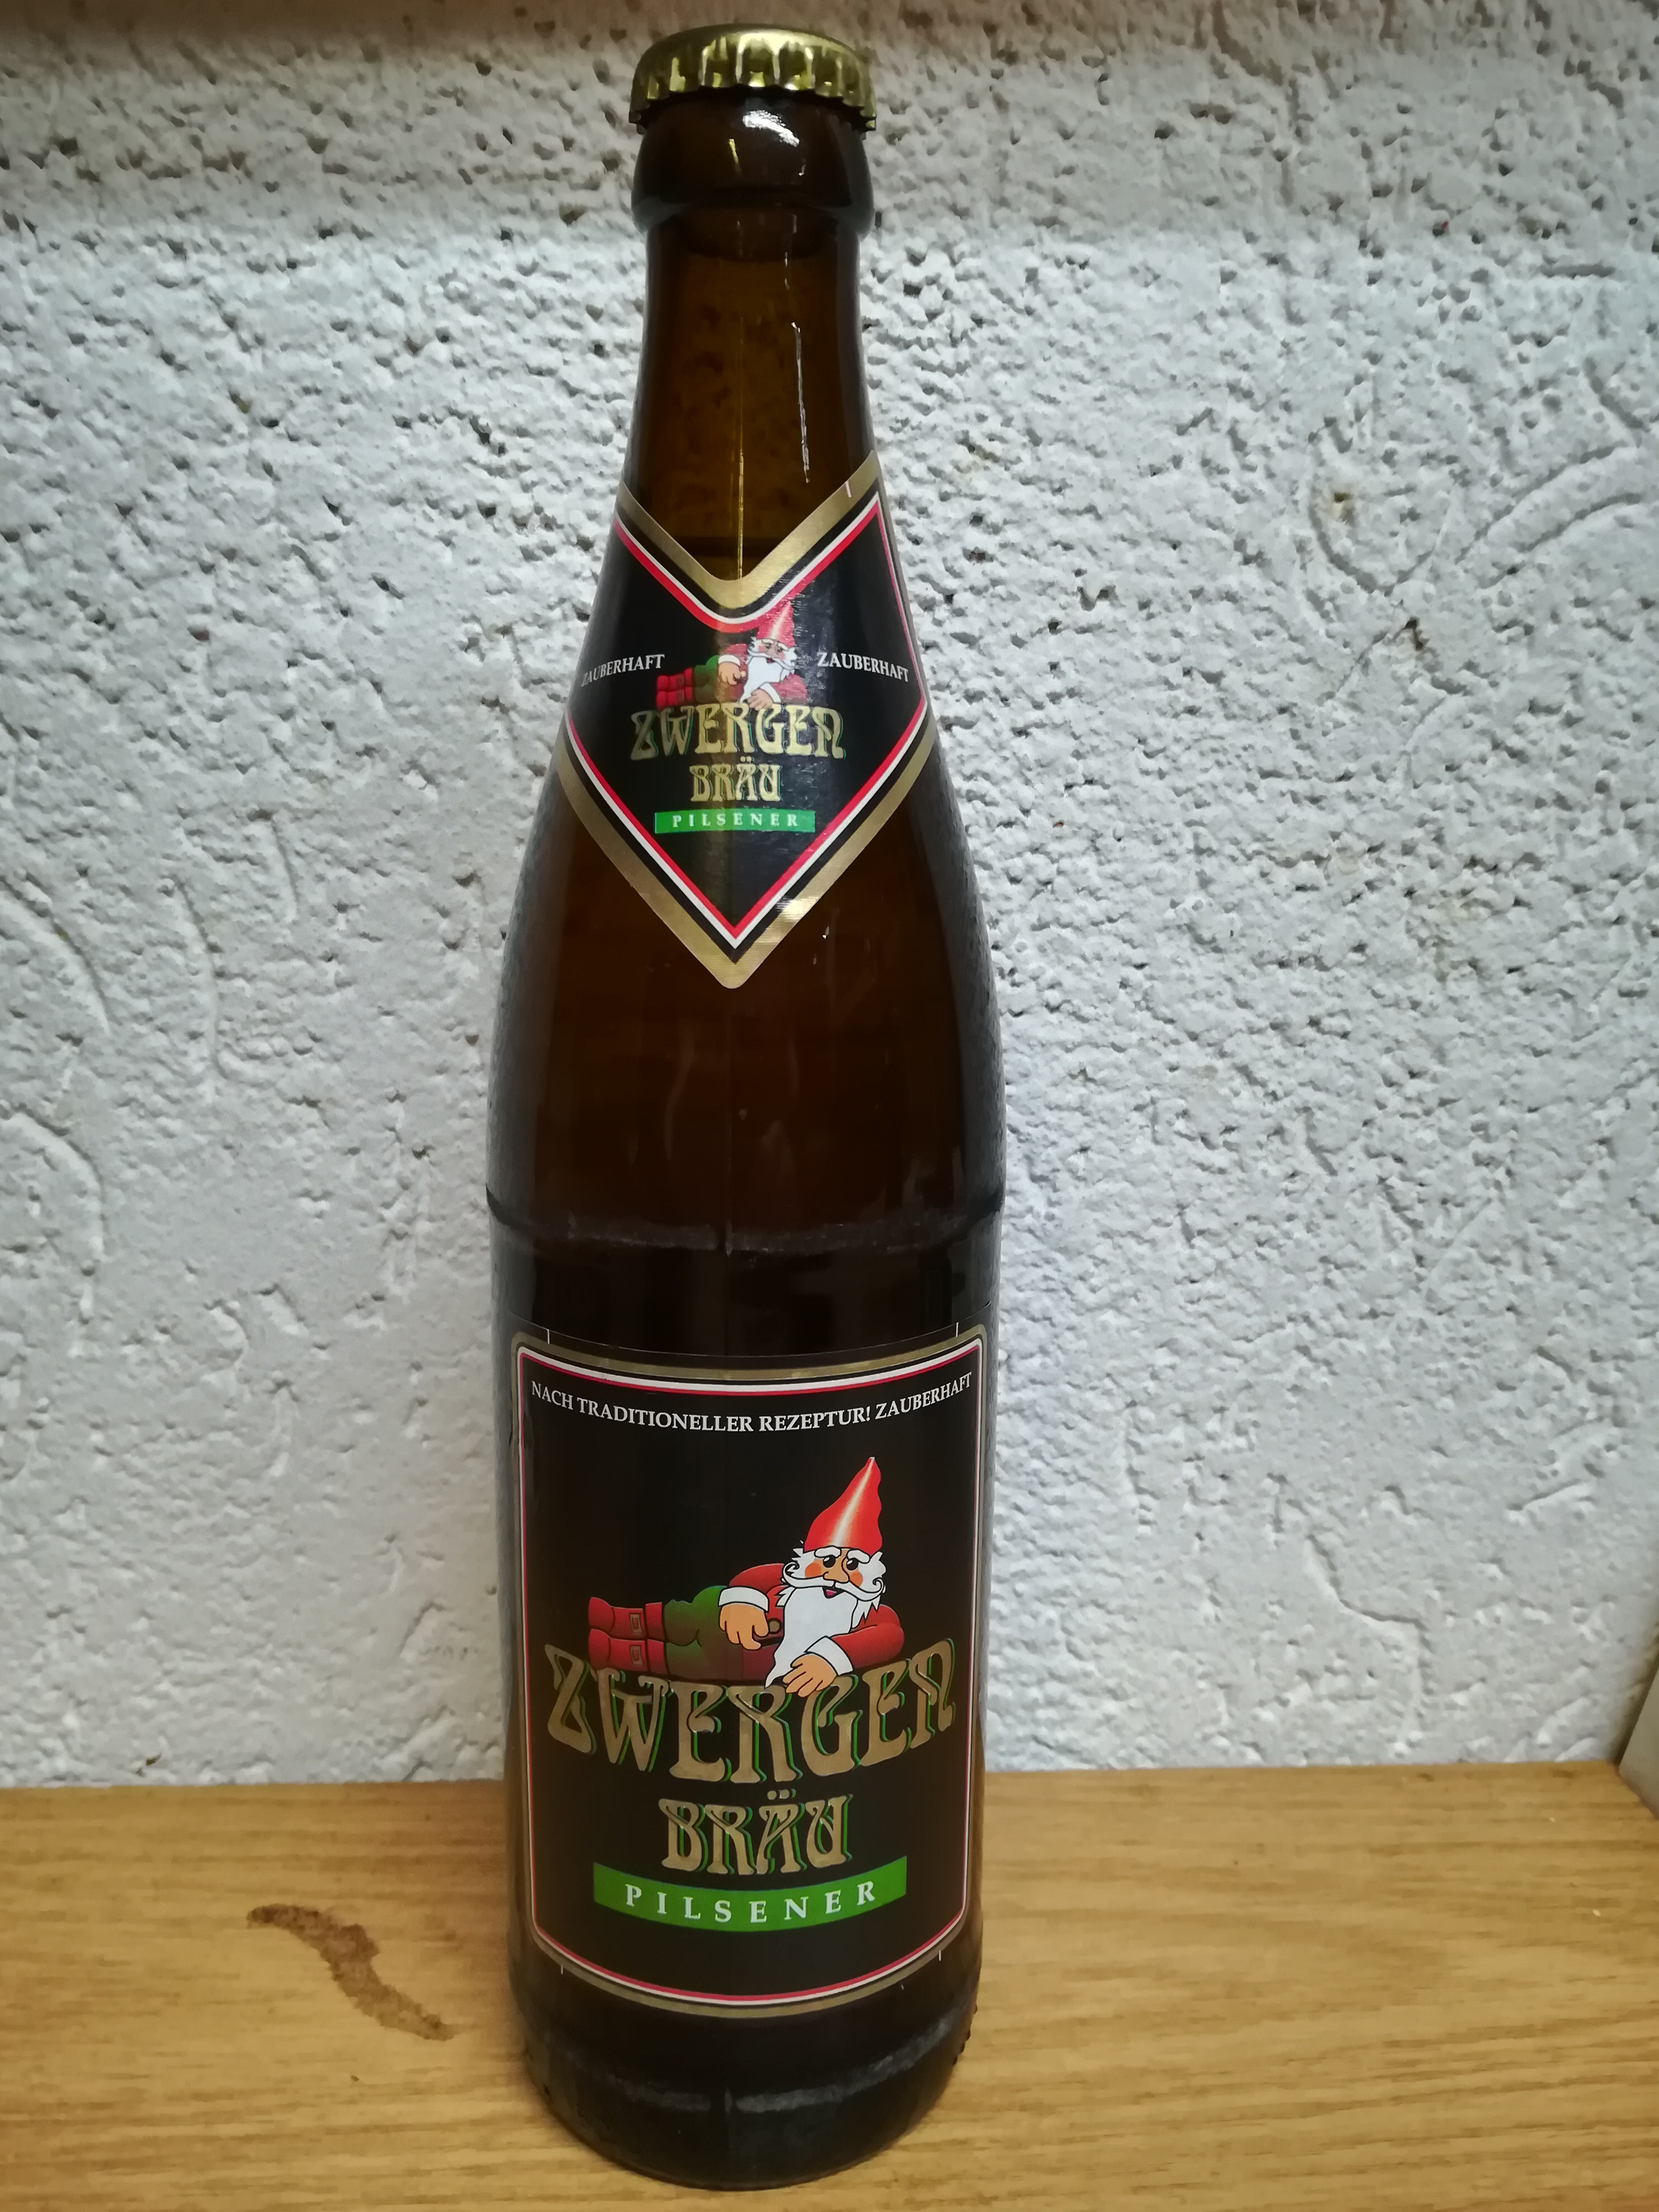 ZAUBERHAFT ZAUBERHAFT
ZWERGEN
BRÄU
PILSENER
NACH TRADITIONELLER REZEPTUR! ZAUBERHAFT
ZWERGEN
BRÄU
PILSENER